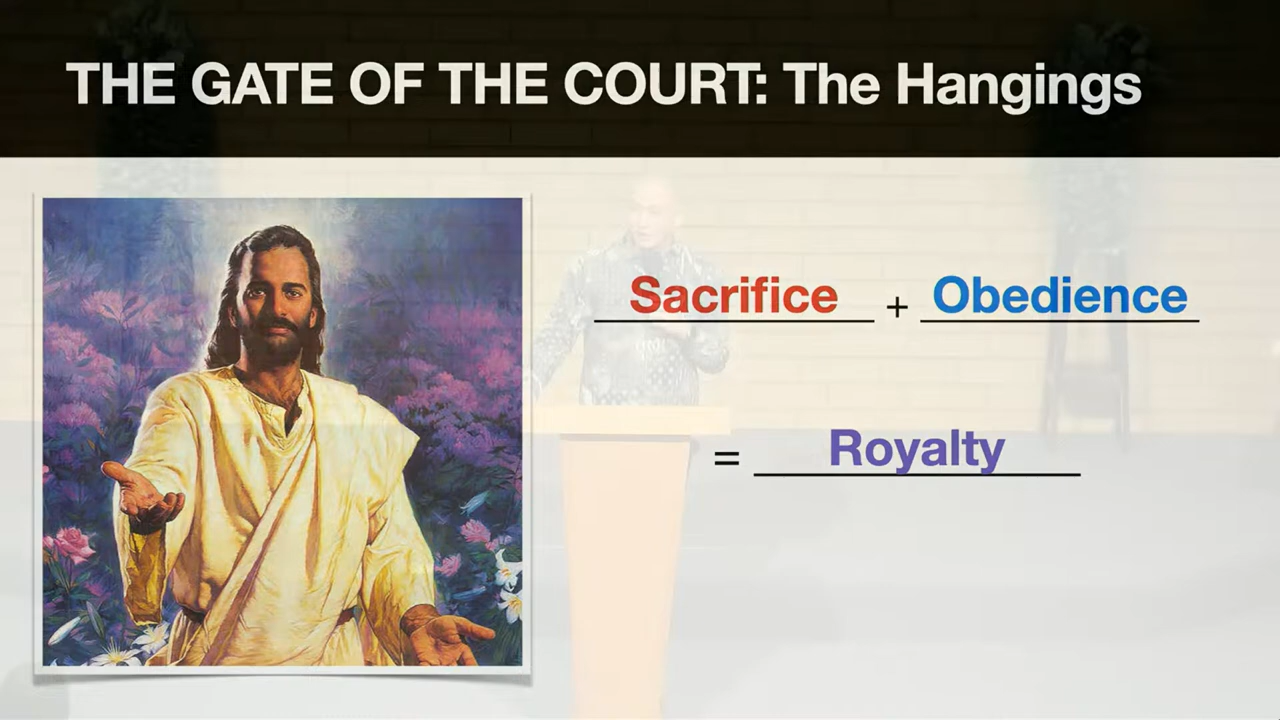 THE GATE OF THE COURT: The Hangings
Sacrifice + Obedience
= Royalty